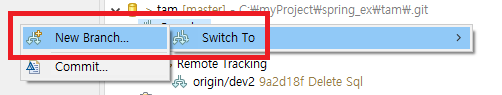 tam [master] - C:₩myProject₩spring_ex₩tam₩.git
New Branch...
Switch To
Commit...
Remote Tracking
origin/dev2 9a2d18f Delete Sql